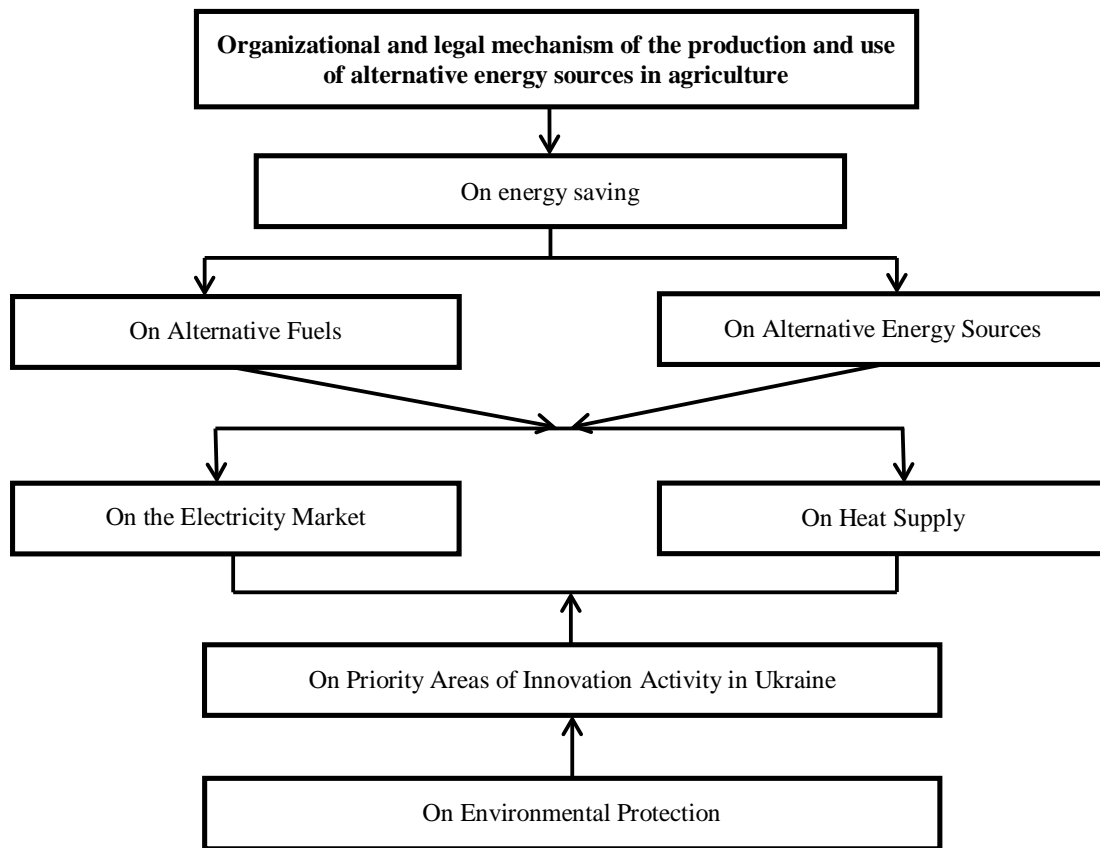 Organizational and legal mechanism of the production and use
of alternative energy sources in agriculture
On energy saving
On Alternative Fuels
On Alternative Energy Sources
On the Electricity Market
On Heat Supply
On Priority Areas of Innovation Activity in Ukraine
On Environmental Protection